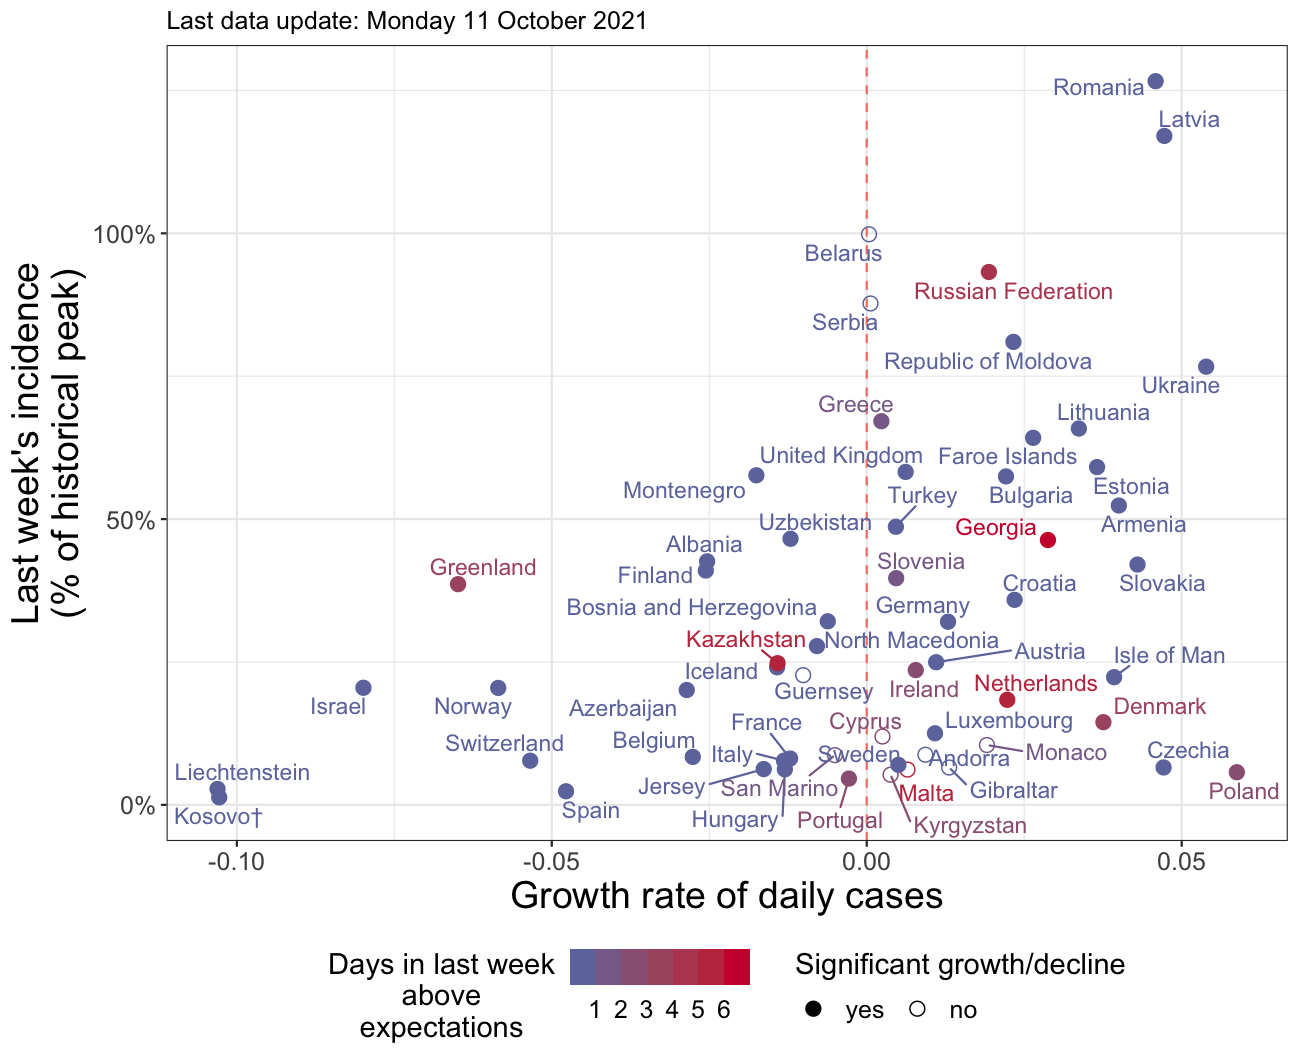 Last data update: Monday 11 October 2021
Last week's incidence
(% of historical peak)
100%
50%
0%
Romania
Latvia
Belarus
Russian Federation
Serbia
Republic of Moldova
Ukraine
Greece
Lithuania
United Kingdom
Faroe Islands
Montenegro
Turkey
Bulgaria
Estonia
Uzbekistan
Georgia
Armenia
Albania
Greenland
Finland
Slovenia
Croatia
Slovakia
Bosnia and Herzegovina
Germany
Kazakhstan
North Macedonia
Austria
Isle of Man
Iceland
Guernsey
Ireland
Netherlands
Israel
Norway
Azerbaijan
Denmark
France
Cyprus
Luxembourg
Switzerland
Belgium
Italy
Sweden
Andorra
Monaco
Czechia
Liechtenstein
Jersey
San Marino
Malta
Gibraltar
Poland
Kosovo†
Spain
Hungary
Portugal
Kyrgyzstan
-0.10
-0.05
0.00
0.05
Growth rate of daily cases
Days in last week
above
expectations
1 2 3 4 5 6
Significant growth/decline
yes
no